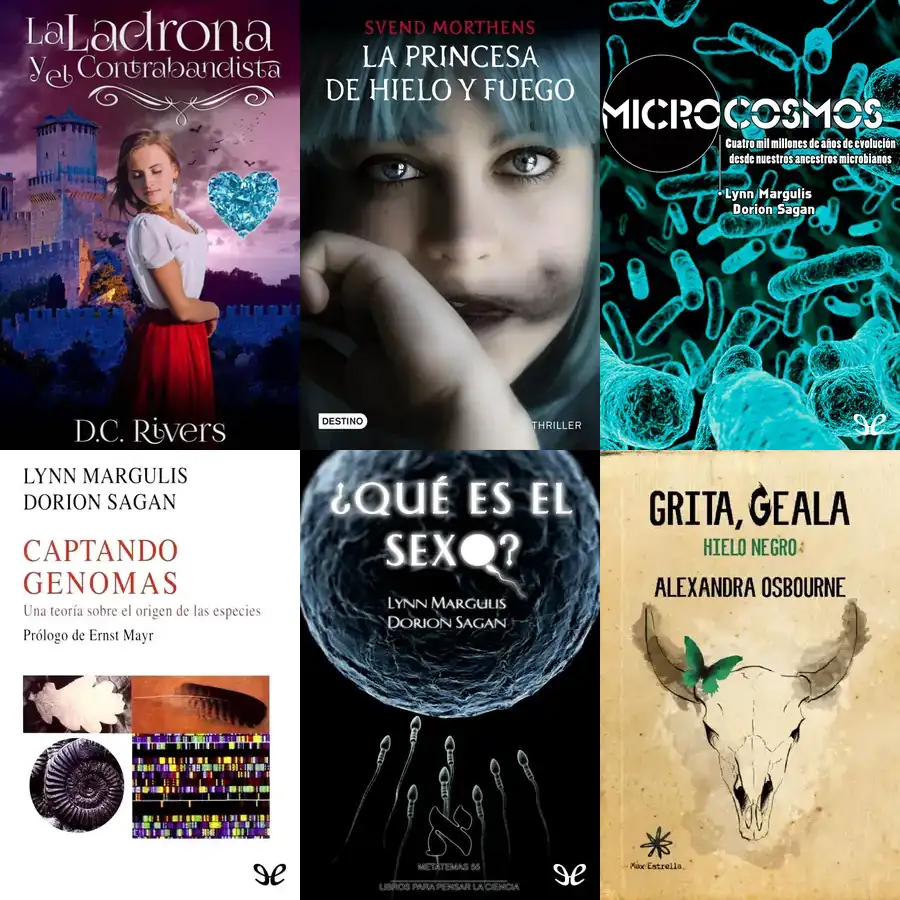 La Ladrona
y el Contrabandista
D.C. Rivers
SVEND MORTHENS
LA PRINCESA
DE HIELO Y FUEGO
DESTINO
THRILLER
MICROCOSMOS
Cuatro mil millones de años de evolución
desde nuestros ancestros microbianos
Lynn Margulis
Dorion Sagan
LYNN MARGULIS
DORION SAGAN
CAPTANDO
GENOMAS
Una teoría sobre el origen de las especies
Prólogo de Ernst Mayr
¿QUÉ ES EL
SEXO?
LYNN MARGULIS
DORION SAGAN
METATEMAS 55
LIBROS PARA PENSAR LA CIENCIA
GRITA, GEALA
HIELO NEGRO
ALEXANDRA OSBOURNE
Max Estrella